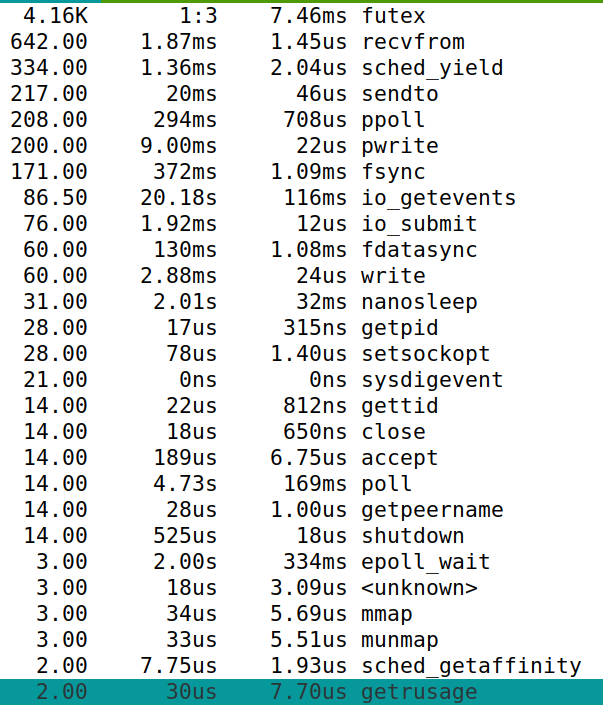 4.16K 1:3 7.46ms futex
642.00 1.87ms 1.45us recvfrom
334.00 1.36ms 2.04us sched_yield
217.00 20ms 46us sendto
208.00 294ms 708us ppoll
200.00 9.00ms 22us pwrite
171.00 372ms 1.09ms fsync
86.50 20.18s 116ms io_getevents
76.00 1.92ms 12us io_submit
60.00 130ms 1.08ms fdatasync
60.00 2.88ms 24us write
31.00 2.01s 32ms nanosleep
28.00 17us 315ns getpid
28.00 78us 1.40us setsockopt
21.00 0ns 0ns sysdigevent
14.00 22us 812ns gettid
14.00 18us 650ns close
14.00 189us 6.75us accept
14.00 4.73s 169ms poll
14.00 28us 1.00us getpeername
14.00 525us 18us shutdown
3.00 2.00s 334ms epoll_wait
3.00 18us 3.09us <unknown>
3.00 34us 5.69us mmap
3.00 33us 5.51us munmap
2.00 7.75us 1.93us sched_getaffinity
2.00 30us 7.70us getrusage